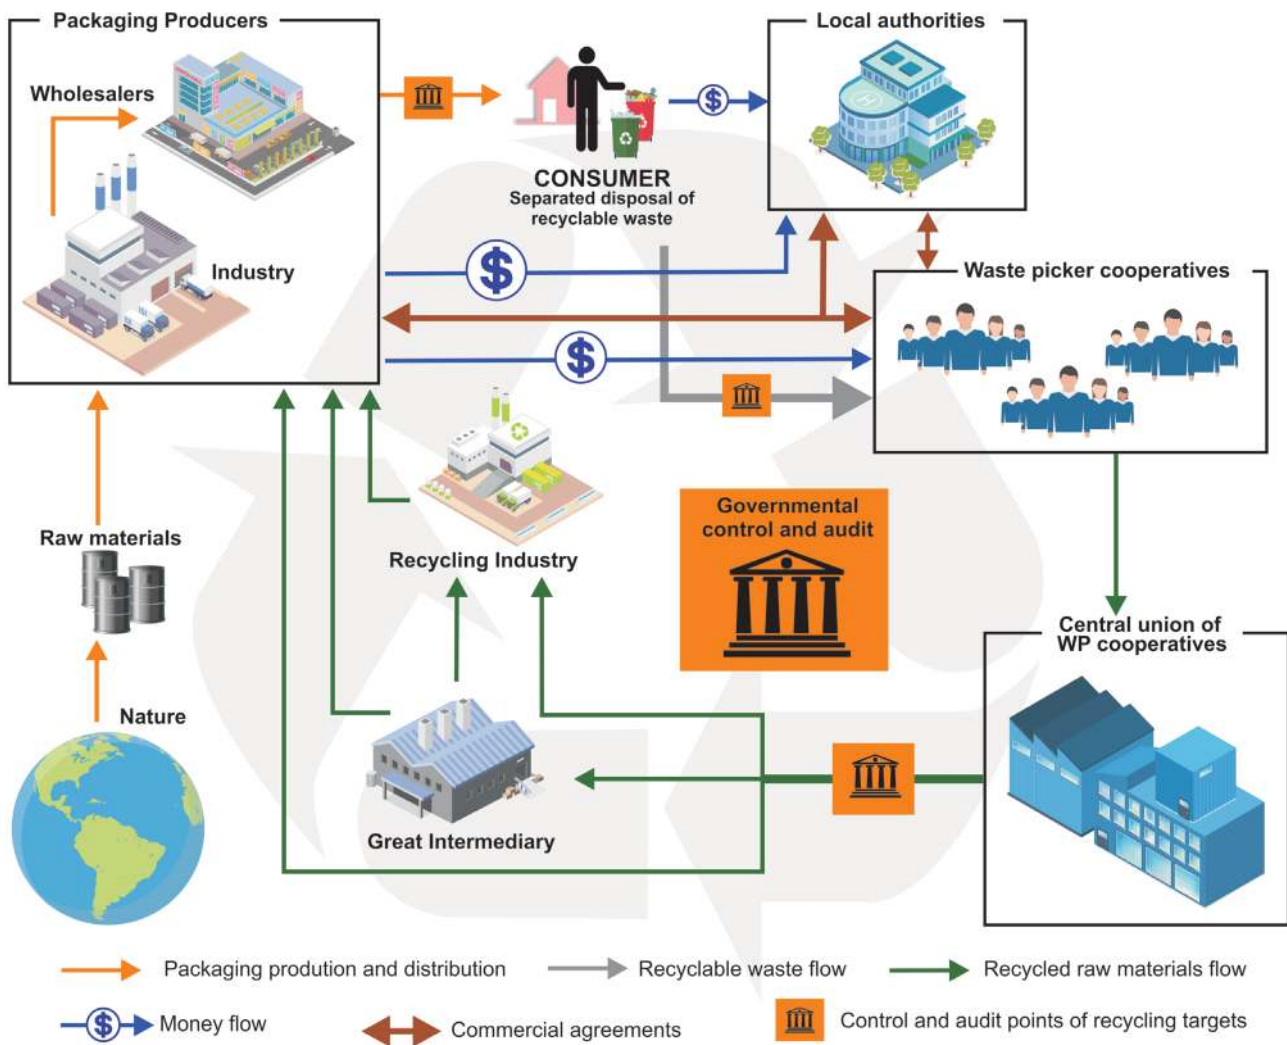 Packaging Producers
Local authorities
Wholesalers
Industry
CONSUMER
Separated disposal of
recyclable waste
$
$
$
Waste picker cooperatives
Raw materials
Recycling Industry
Governmental
control and audit
Central union of
WP cooperatives
Nature
Great Intermediary
Packaging prodution and distribution
Recyclable waste flow
Recycled raw materials flow
$
Money flow
Commercial agreements
Control and audit points of recycling targets